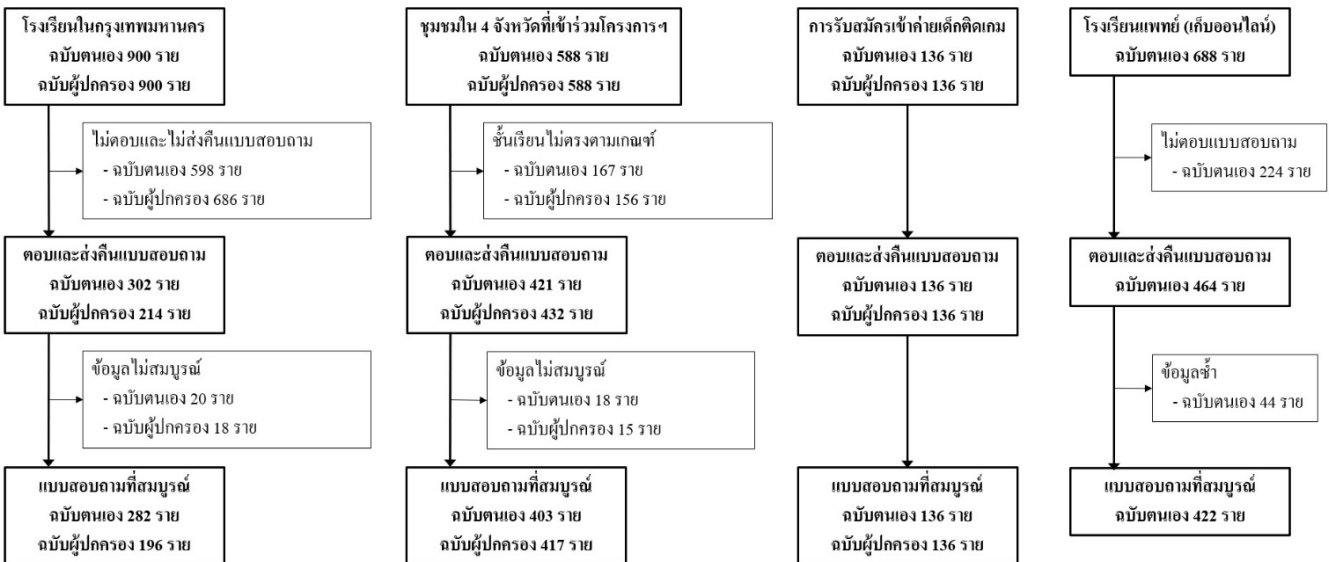 โรงเรียนในกรุงเทพมหานคร
ฉบับตนเอง 900 ราย
ฉบับผู้ปกครอง 900 ราย
ไม่ตอบและไม่ส่งคืนแบบสอบถาม
- ฉบับตนเอง 598 ราย
- ฉบับผู้ปกครอง 686 ราย
ตอบและส่งคืนแบบสอบถาม
ฉบับตนเอง 302 ราย
ฉบับผู้ปกครอง 214 ราย
ข้อมูลไม่สมบูรณ์
- ฉบับตนเอง 20 ราย
- ฉบับผู้ปกครอง 18 ราย
แบบสอบถามที่สมบูรณ์
ฉบับตนเอง 282 ราย
ฉบับผู้ปกครอง 196 ราย
ชุมชมใน 4 จังหวัดที่เข้าร่วมโครงการฯ
ฉบับตนเอง 588 ราย
ฉบับผู้ปกครอง 588 ราย
ชั้นเรียนไม่ตรงตามเกณฑ์
- ฉบับตนเอง 167 ราย
- ฉบับผู้ปกครอง 156 ราย
ตอบและส่งคืนแบบสอบถาม
ฉบับตนเอง 421 ราย
ฉบับผู้ปกครอง 432 ราย
ข้อมูลไม่สมบูรณ์
- ฉบับตนเอง 18 ราย
- ฉบับผู้ปกครอง 15 ราย
แบบสอบถามที่สมบูรณ์
ฉบับตนเอง 403 ราย
ฉบับผู้ปกครอง 417 ราย
การรับสมัครเข้าค่ายเด็กติดเกม
ฉบับตนเอง 136 ราย
ฉบับผู้ปกครอง 136 ราย
ตอบและส่งคืนแบบสอบถาม
ฉบับตนเอง 136 ราย
ฉบับผู้ปกครอง 136 ราย
แบบสอบถามที่สมบูรณ์
ฉบับตนเอง 136 ราย
ฉบับผู้ปกครอง 136 ราย
โรงเรียนแพทย์ (เก็บออนไลน์)
ฉบับตนเอง 688 ราย
ไม่ตอบแบบสอบถาม
- ฉบับตนเอง 224 ราย
ตอบและส่งคืนแบบสอบถาม
ฉบับตนเอง 464 ราย
ข้อมูลซ้ำ
- ฉบับตนเอง 44 ราย
แบบสอบถามที่สมบูรณ์
ฉบับตนเอง 422 ราย